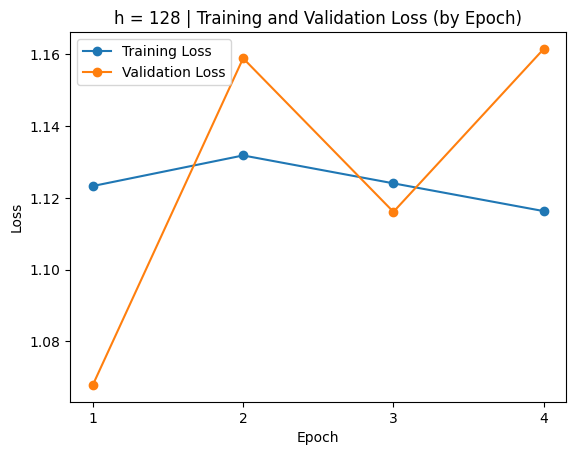 h = 128 | Training and Validation Loss (by Epoch)
Training Loss
Validation Loss
1.16
1.14
1.12
1.10
1.08
Loss
1
2
3
4
Epoch